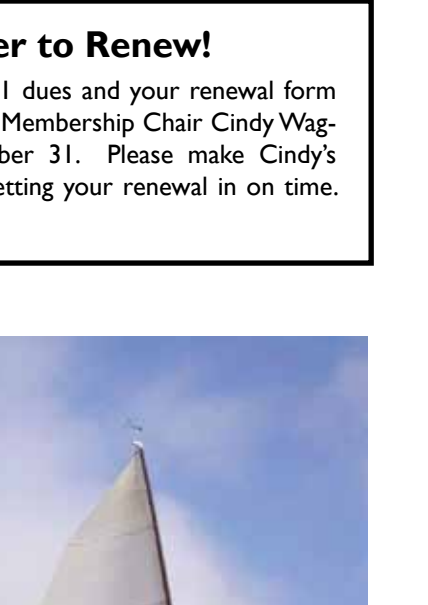 er to Renew!
1 dues and your renewal form
Membership Chair Cindy Wag-
ber 31. Please make Cindy's
etting your renewal in on time.